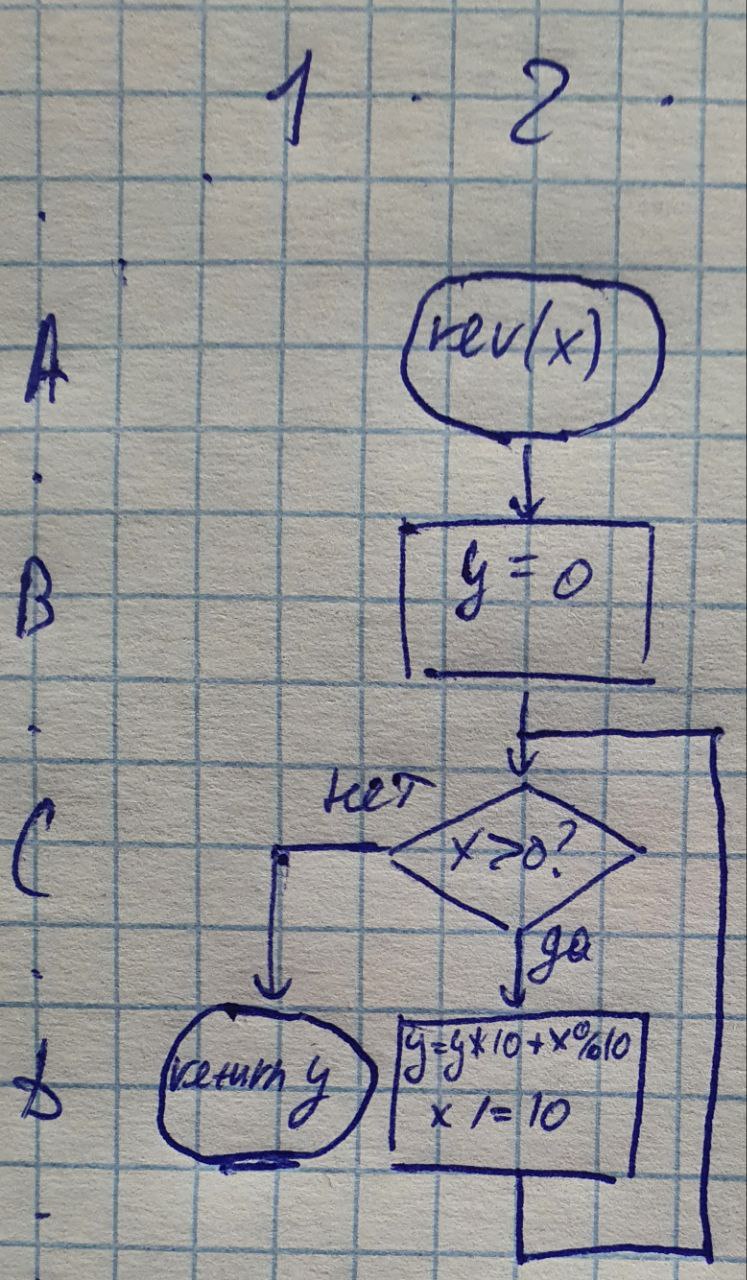 1 2
A
rev(x)
B
y = 0
нет
C
x>0?
да
D
return y
y=y*10+x%10
x /= 10